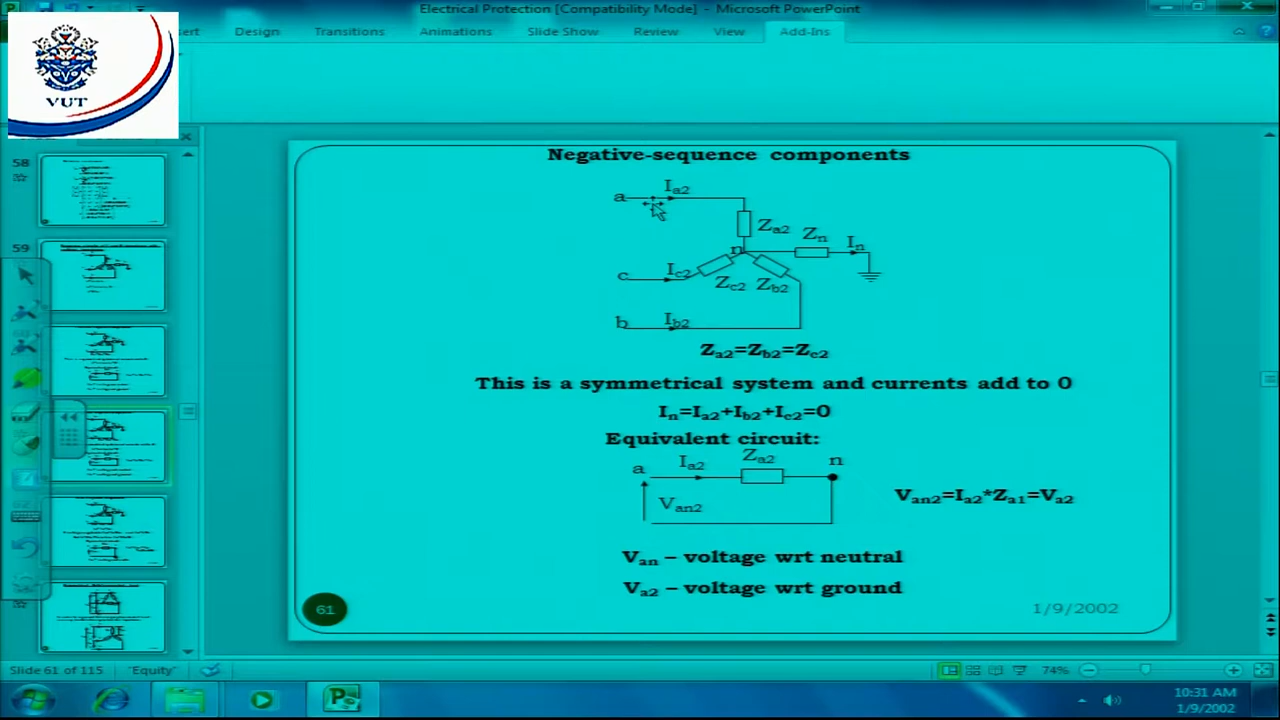 Electrical Protection [Compatibility Mode] - Microsoft PowerPoint
VUT
sert Design Transitions Animations Slide Show Review View Add-Ins
58
59
Negative-sequence components
a Ia2
Za2 Zn In
n
c Ic2
Zc2 Zb2
b Ib2
Za2=Zb2=Zc2
This is a symmetrical system and currents add to 0
In=Ia2+Ib2+Ic2=0
Equivalent circuit:
a Ia2 Za2 n
Van2
Van2=Ia2*Za1=Va2
Van – voltage wrt neutral
Va2 – voltage wrt ground
61
1/9/2002
Slide 61 of 115 "Equity" 74%
10:31 AM
1/9/2002